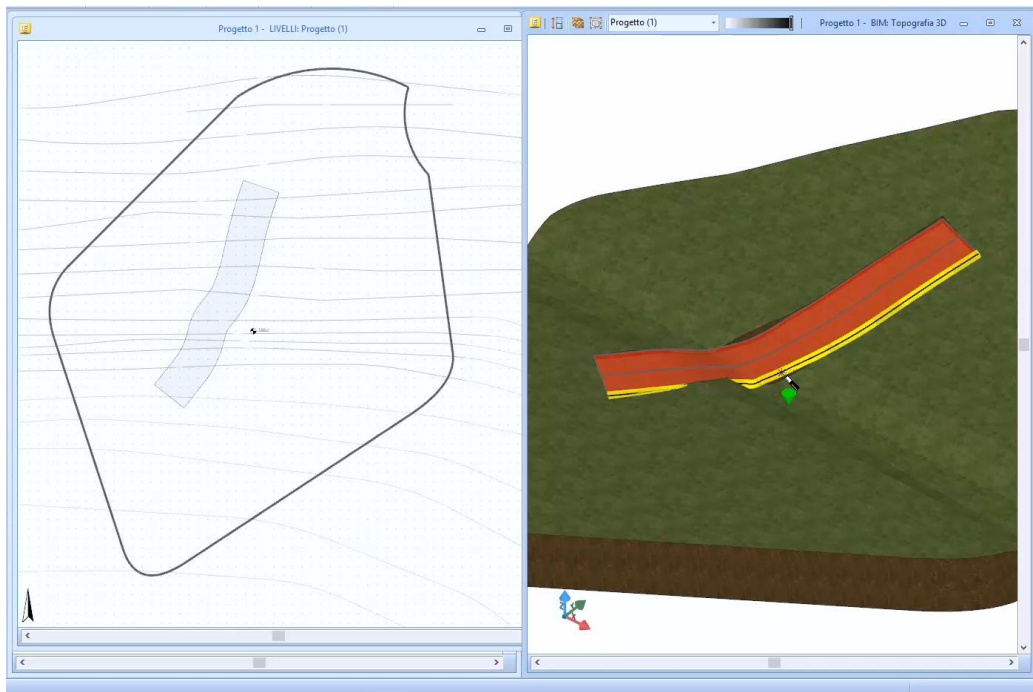 Progetto 1 - LIVELLI: Progetto (1)
Progetto (1)
Progetto 1 - BIM: Topografia 3D